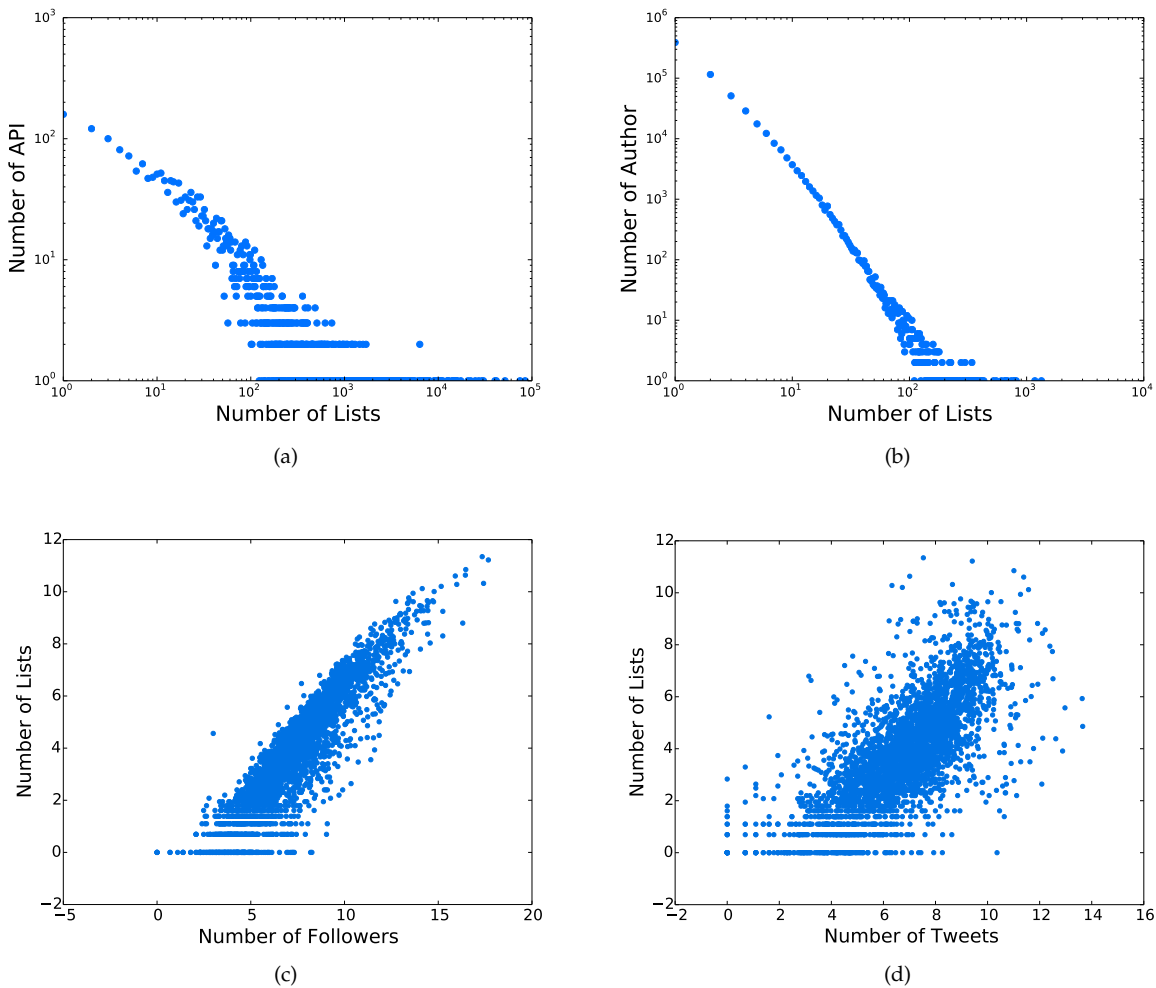 10^3
10^2
10^1
10^0
Number of API
10^0 10^1 10^2 10^3 10^4 10^5
Number of Lists
(a)
10^6
10^5
10^4
10^3
10^2
10^1
10^0
Number of Author
10^0 10^1 10^2 10^3 10^4
Number of Lists
(b)
12
10
8
6
4
2
0
−2
Number of Lists
−5 0 5 10 15 20
Number of Followers
(c)
12
10
8
6
4
2
0
−2
Number of Lists
−2 0 2 4 6 8 10 12 14 16
Number of Tweets
(d)